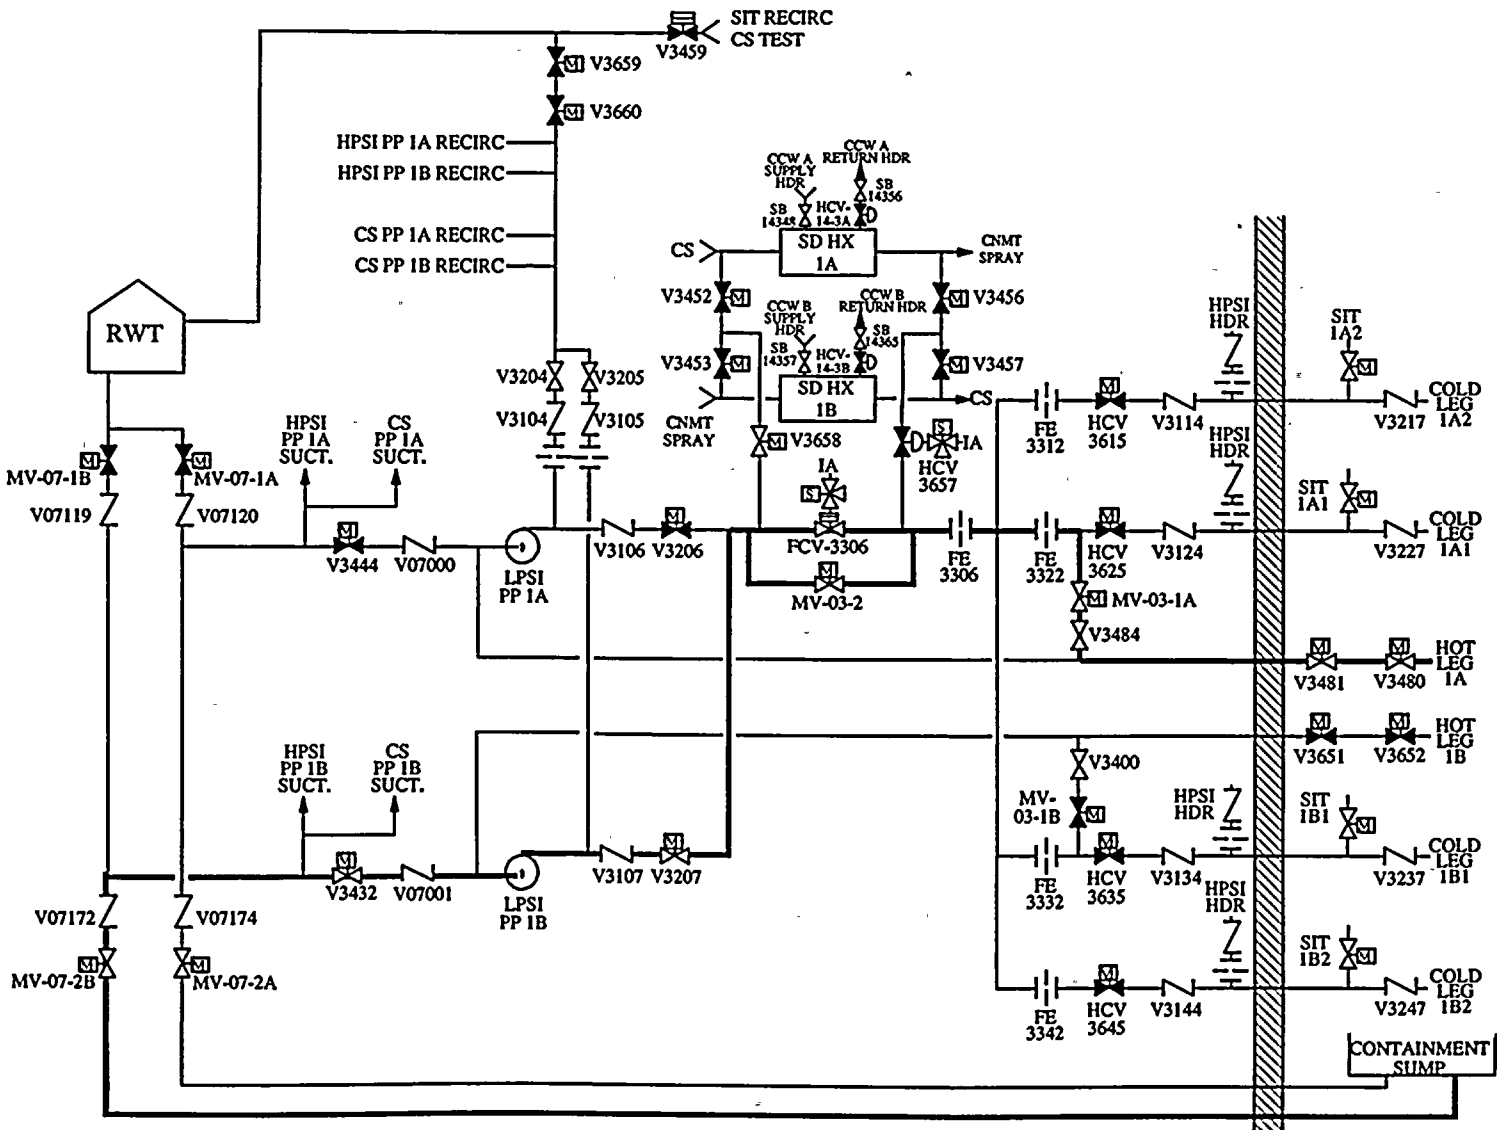 SIT RECIRC
CS TEST
V3459
M V3659
M V3660
HPSI PP 1A RECIRC
HPSI PP 1B RECIRC
CS PP 1A RECIRC
CS PP 1B RECIRC
CCW A
SUPPLY
HDR
CCW A
RETURN HDR
SB
14348
HCV-
14-3A
SB
14356
CS
SD HX
1A
CNMT
SPRAY
V3452 M
M V3456
CCW B
SUPPLY
HDR
CCW B
RETURN HDR
SB
14357
HCV-
14-3B
SB
14365
V3453 M
M V3457
SD HX
1B
CNMT
SPRAY
CS
M V3658
S IA
HCV
3657
IA
S
FCV-3306
M
MV-03-2
RWT
M
MV-07-1B
M
MV-07-1A
V07119
V07120
HPSI
PP 1A
SUCT.
CS
PP 1A
SUCT.
V3204
V3205
V3104
V3105
M
V3444
V07000
LPSI
PP 1A
V3106
M
V3206
FE
3306
FE
3312
M
HCV
3615
V3114
HPSI
HDR
SIT
1A2
M
V3217
COLD
LEG
1A2
FE
3322
M
HCV
3625
V3124
HPSI
HDR
SIT
1A1
M
V3227
COLD
LEG
1A1
M MV-03-1A
V3484
M
V3481
M
V3480
HOT
LEG
1A
M
V3651
M
V3652
HOT
LEG
1B
V3400
MV-
03-1B
M
HPSI
PP 1B
SUCT.
CS
PP 1B
SUCT.
M
V3432
V07001
LPSI
PP 1B
V3107
M
V3207
FE
3332
M
HCV
3635
V3134
HPSI
HDR
SIT
1B1
M
V3237
COLD
LEG
1B1
V07172
V07174
M
MV-07-2B
M
MV-07-2A
FE
3342
M
HCV
3645
V3144
HPSI
HDR
SIT
1B2
M
V3247
COLD
LEG
1B2
CONTAINMENT
SUMP